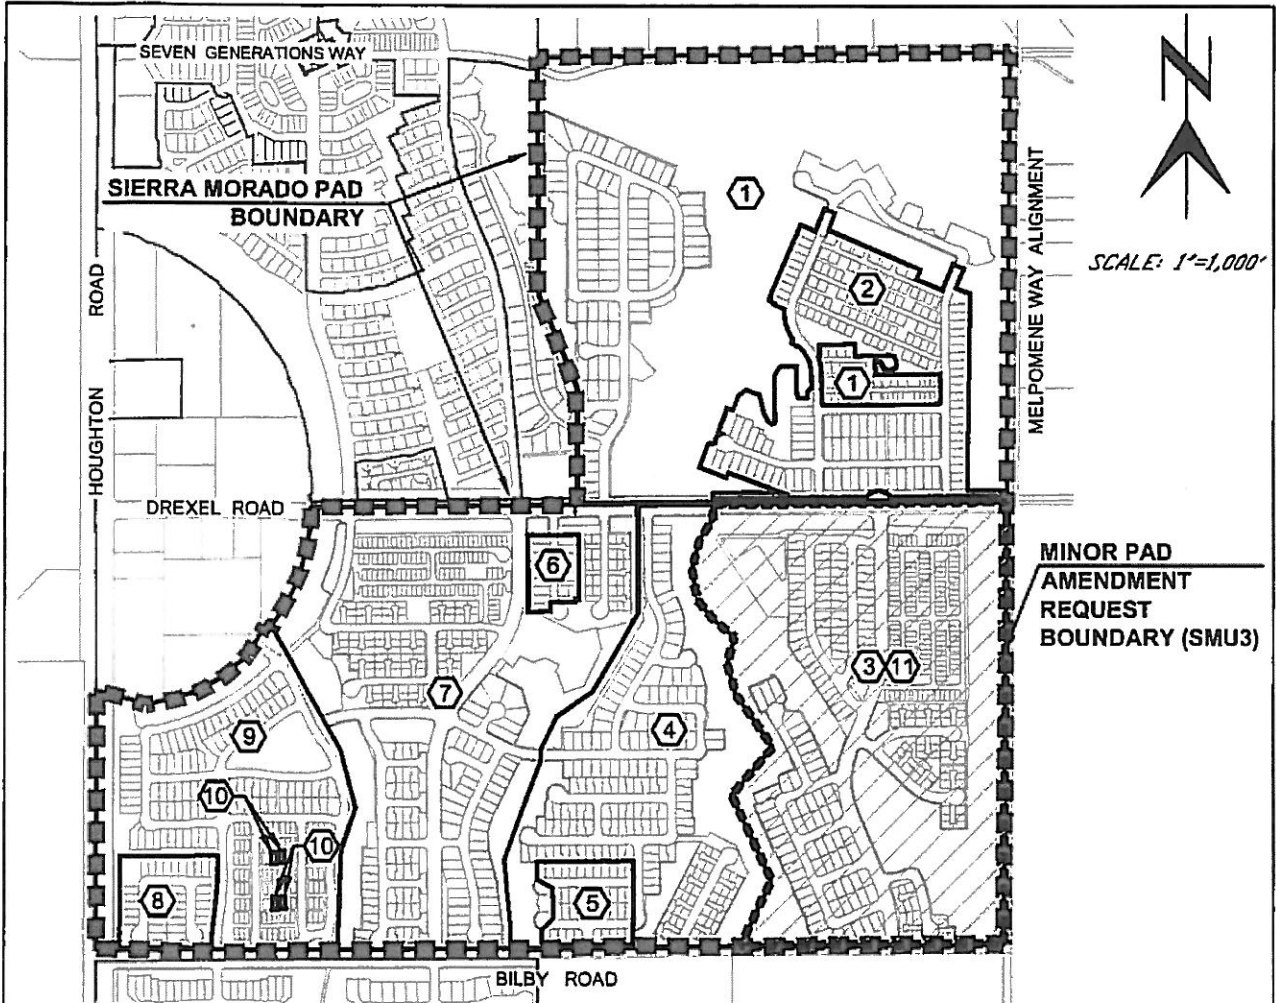 SEVEN GENERATIONS WAY
N
SIERRA MORADO PAD
BOUNDARY
1
MELPOMENE WAY ALIGNMENT
SCALE: 1"=1,000'
2
HOUGHTON ROAD
1
DREXEL ROAD
MINOR PAD
AMENDMENT
REQUEST
BOUNDARY (SMU3)
6
3 11
7
4
9
10
10
8
5
BILBY ROAD